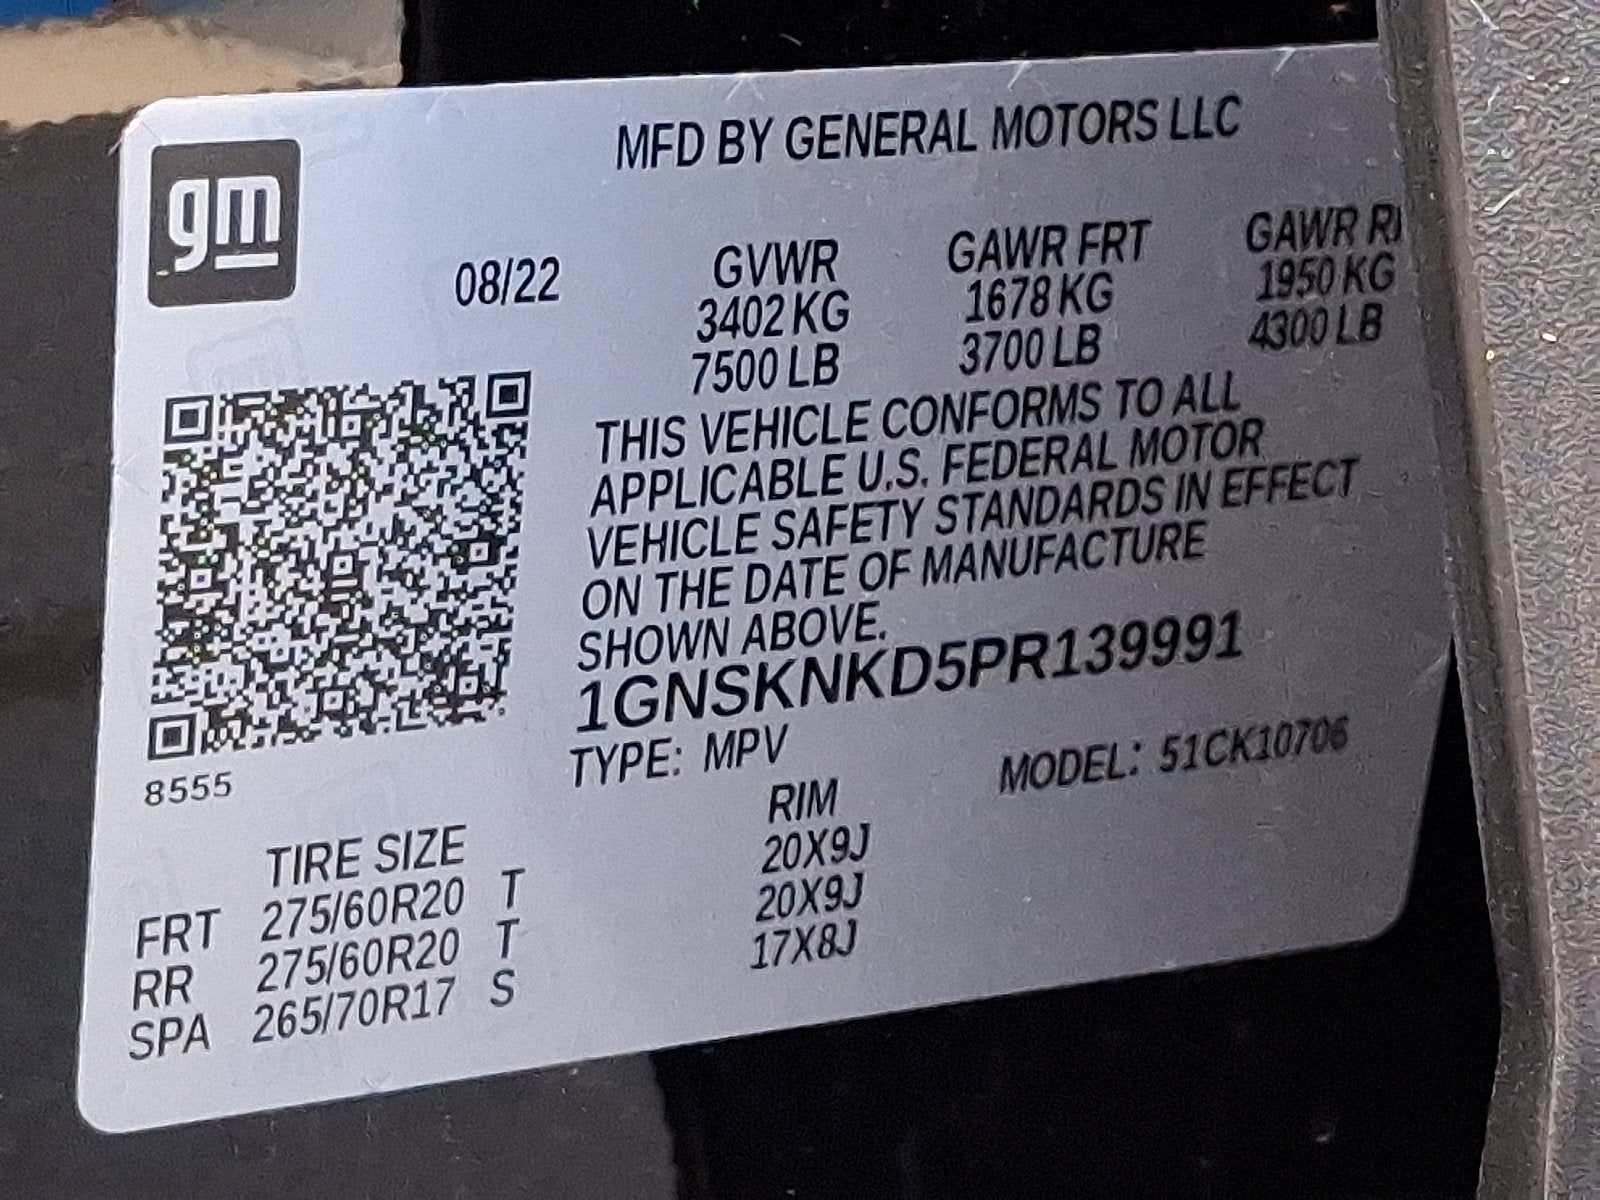 gm
MFD BY GENERAL MOTORS LLC
08/22 GVWR GAWR FRT GAWR
3402 KG 1678 KG 1950 KG
7500 LB 3700 LB 4300 LB
THIS VEHICLE CONFORMS TO ALL
APPLICABLE U.S. FEDERAL MOTOR
VEHICLE SAFETY STANDARDS IN EFFECT
ON THE DATE OF MANUFACTURE
SHOWN ABOVE.
1GNSKNKD5PR139991
TYPE: MPV MODEL: 51CK10706
8555
TIRE SIZE RIM
FRT 275/60R20 T 20X9J
RR 275/60R20 T 20X9J
SPA 265/70R17 S 17X8J